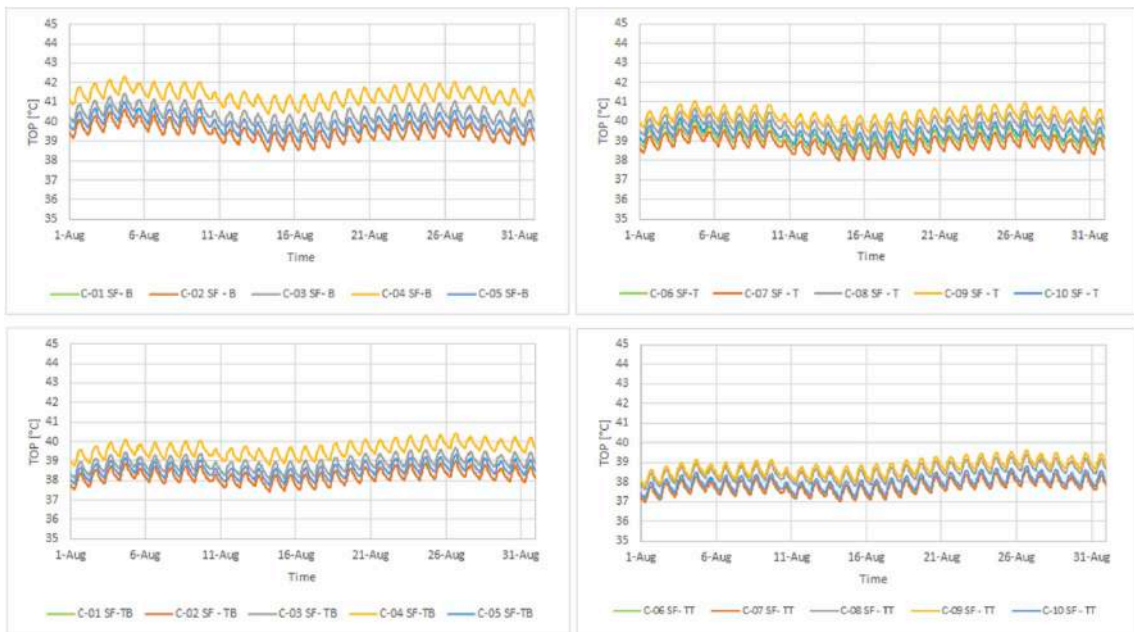 45
44
43
42
41
40
39
38
37
36
35
TOP [°C]
1-Aug 6-Aug 11-Aug 16-Aug 21-Aug 26-Aug 31-Aug
Time
C-01 SF- B C-02 SF - B C-03 SF- B C-04 SF-B C-05 SF-B
45
44
43
42
41
40
39
38
37
36
35
TOP [°C]
1-Aug 6-Aug 11-Aug 16-Aug 21-Aug 26-Aug 31-Aug
Time
C-06 SF-T C-07 SF - T C-08 SF - T C-09 SF - T C-10 SF - T
45
44
43
42
41
40
39
38
37
36
35
TOP [°C]
1-Aug 6-Aug 11-Aug 16-Aug 21-Aug 26-Aug 31-Aug
Time
C-01 SF-TB C-02 SF - TB C-03 SF-TB C-04 SF-TB C-05 SF-TB
45
44
43
42
41
40
39
38
37
36
35
TOP [°C]
1-Aug 6-Aug 11-Aug 16-Aug 21-Aug 26-Aug 31-Aug
Time
C-06 SF- TT C-07 SF- TT C-08 SF - TT C-09 SF - TT C-10 SF - TT